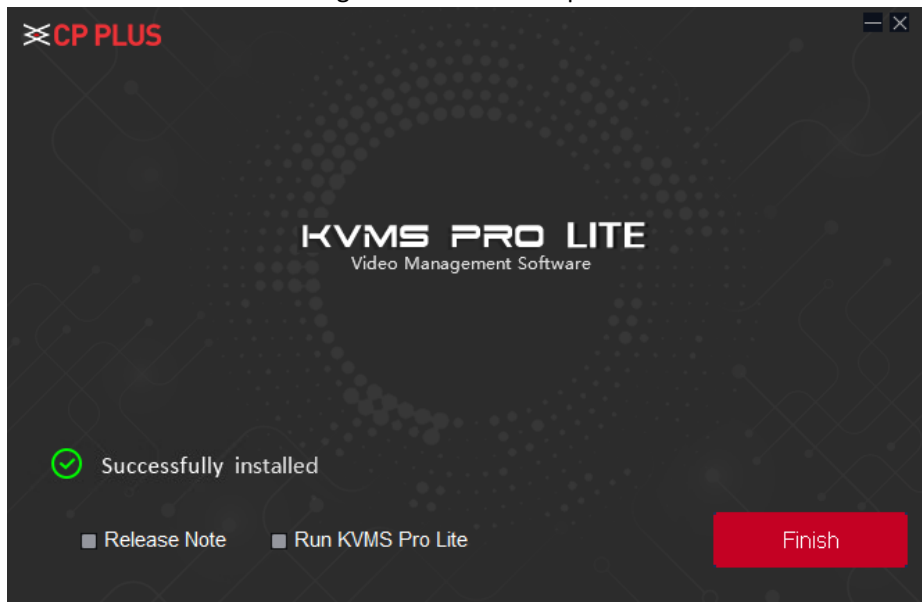 CP PLUS
KVMS PRO LITE
Video Management Software
Successfully installed
Release Note
Run KVMS Pro Lite
Finish